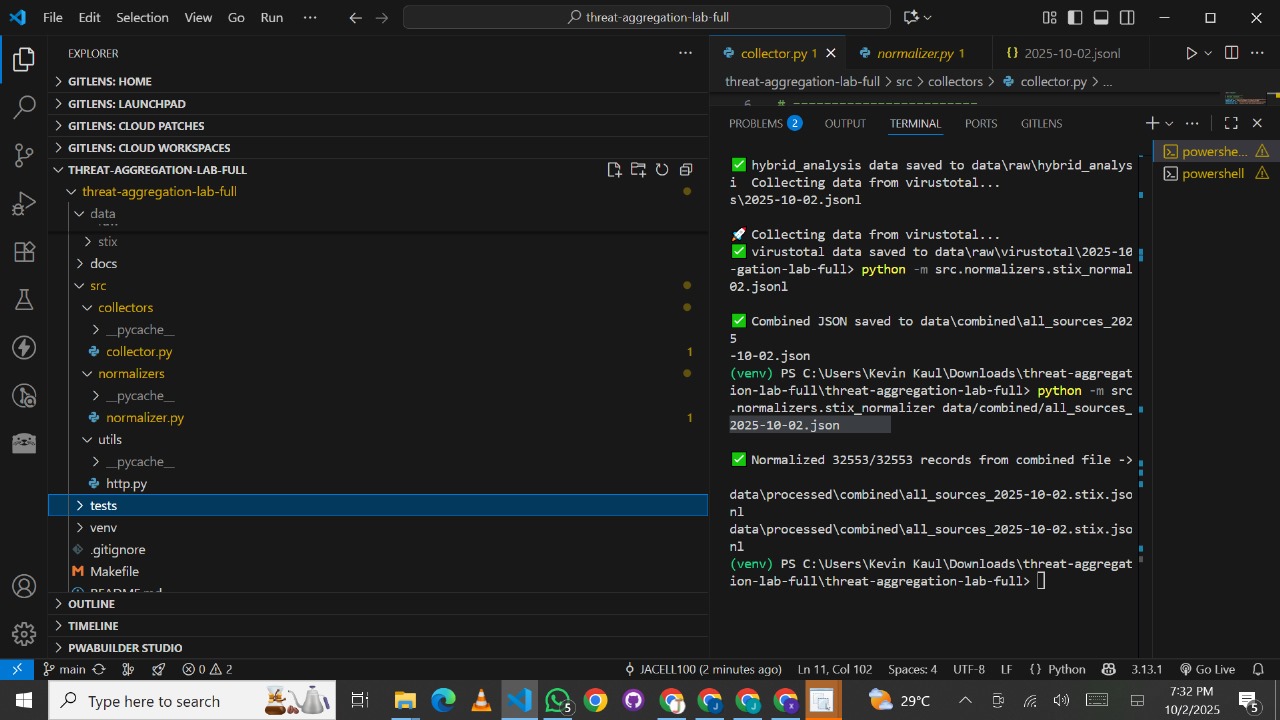 File Edit Selection View Go Run ··· threat-aggregation-lab-full
EXPLORER
GITLENS: HOME
GITLENS: LAUNCHPAD
GITLENS: CLOUD PATCHES
GITLENS: CLOUD WORKSPACES
THREAT-AGGREGATION-LAB-FULL
threat-aggregation-lab-full
data
raw
stix
docs
src
collectors
__pycache__
collector.py 1
normalizers
__pycache__
normalizer.py 1
utils
__pycache__
http.py
tests
venv
.gitignore
Makefile
README.md
OUTLINE
TIMELINE
PWABUILDER STUDIO
collector.py 1 normalizer.py 1 2025-10-02.jsonl
threat-aggregation-lab-full > src > collectors > collector.py > ...
6 # ------------------------
PROBLEMS 2 OUTPUT TERMINAL PORTS GITLENS
powershe...
powershell
✅ hybrid_analysis data saved to data\raw\hybrid_analys
i  Collecting data from virustotal...
s\2025-10-02.jsonl
🚀 Collecting data from virustotal...
✅ virustotal data saved to data\raw\virustotal\2025-10
-gation-lab-full> python -m src.normalizers.stix_normal
02.jsonl
✅ Combined JSON saved to data\combined\all_sources_202
5
-10-02.json
(venv) PS C:\Users\Kevin Kaul\Downloads\threat-aggregat
ion-lab-full\threat-aggregation-lab-full> python -m src
.normalizers.stix_normalizer data/combined/all_sources_
2025-10-02.json
✅ Normalized 32553/32553 records from combined file ->
data\processed\combined\all_sources_2025-10-02.stix.jso
nl
data\processed\combined\all_sources_2025-10-02.stix.jso
nl
(venv) PS C:\Users\Kevin Kaul\Downloads\threat-aggregat
ion-lab-full\threat-aggregation-lab-full>
main 0 2 JACELL100 (2 minutes ago) Ln 11, Col 102 Spaces: 4 UTF-8 LF {} Python 3.13.1 Go Live
Type here to search 5 29°C 7:32 PM
10/2/2025 5